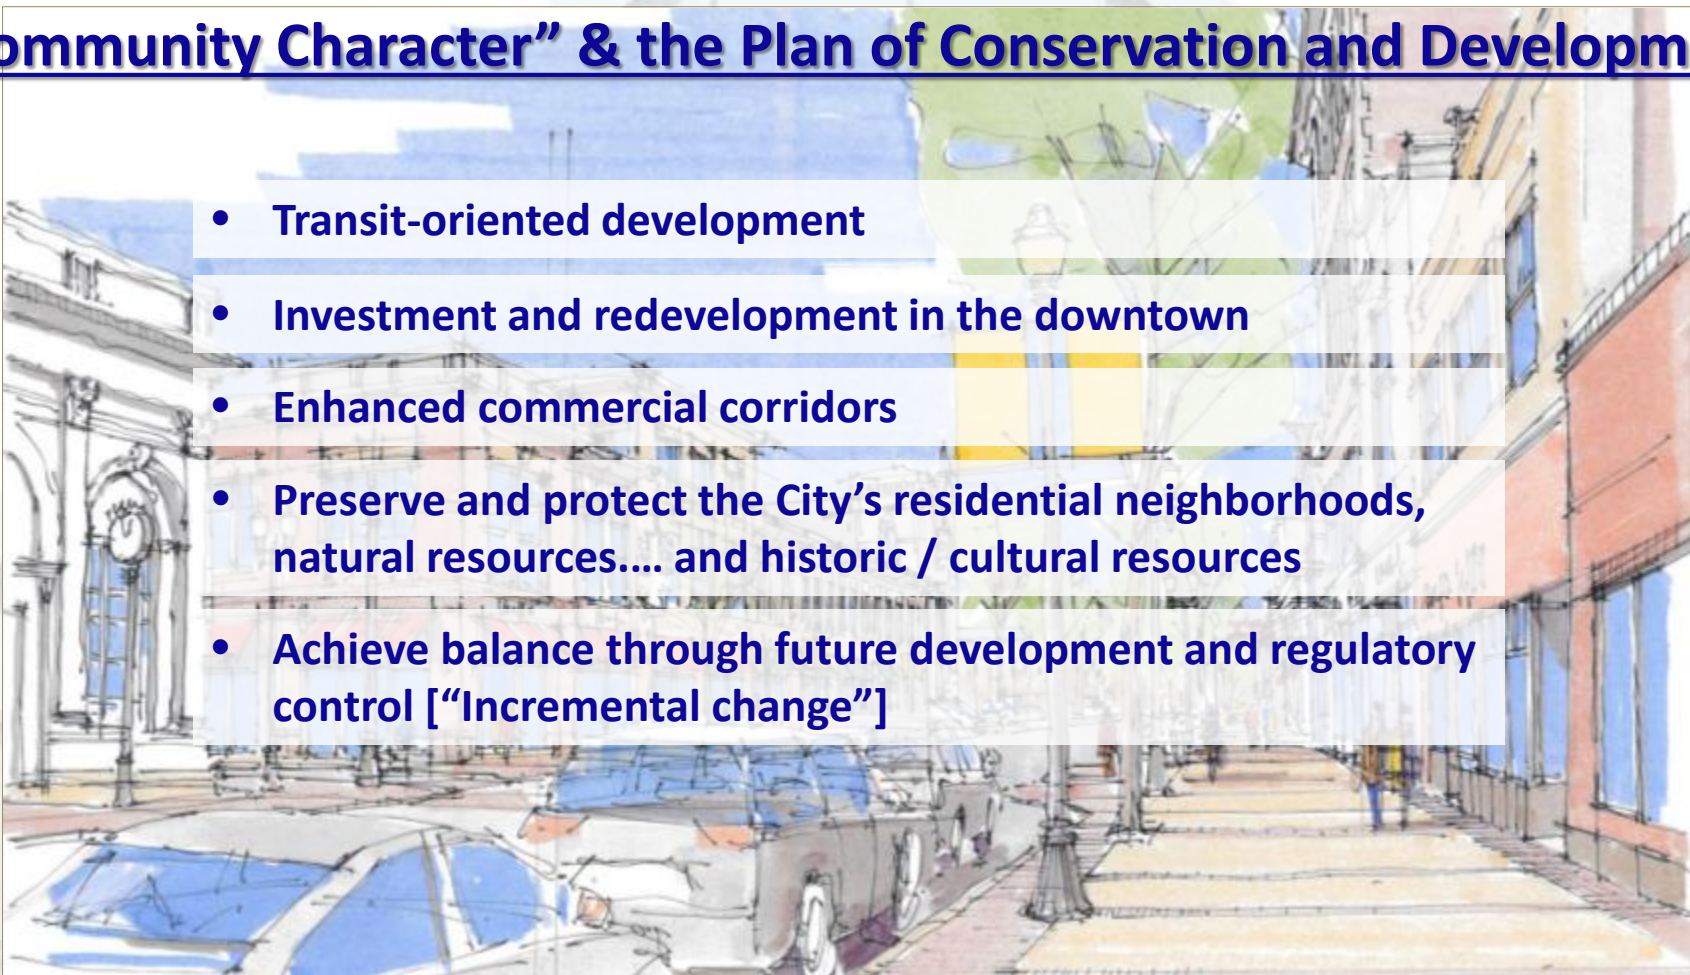 ommunity Character” & the Plan of Conservation and Developm
• Transit-oriented development
• Investment and redevelopment in the downtown
• Enhanced commercial corridors
• Preserve and protect the City’s residential neighborhoods,
natural resources.... and historic / cultural resources
• Achieve balance through future development and regulatory
control [“Incremental change”]